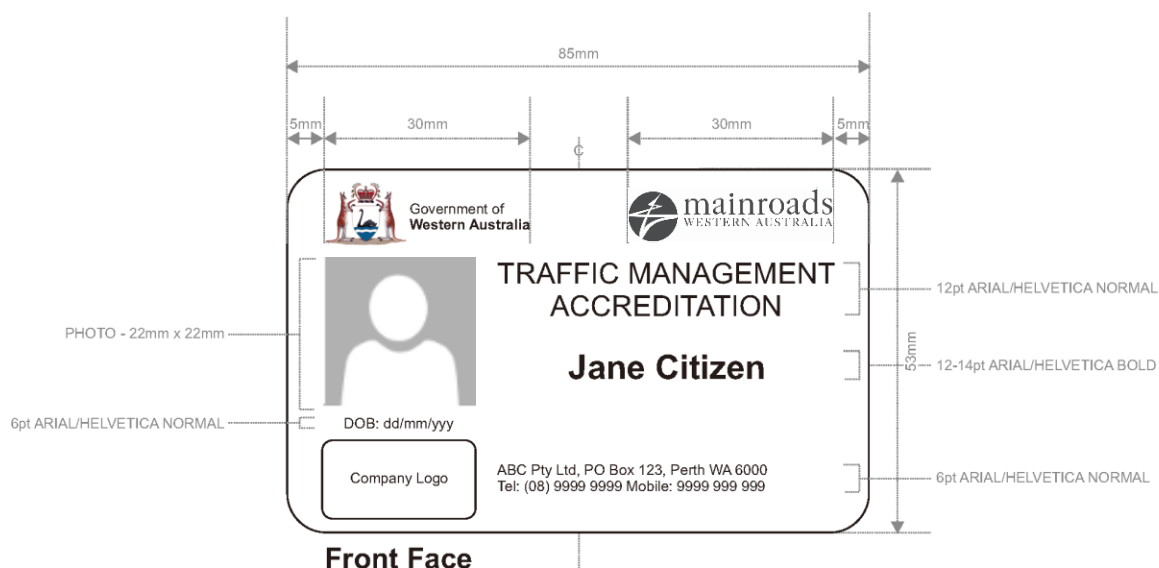 85mm
5mm 30mm 30mm 5mm
Government of
Western Australia
mainroads
WESTERN AUSTRALIA
TRAFFIC MANAGEMENT
ACCREDITATION
12pt ARIAL/HELVETICA NORMAL
PHOTO - 22mm x 22mm
53mm
Jane Citizen
12-14pt ARIAL/HELVETICA BOLD
6pt ARIAL/HELVETICA NORMAL
DOB: dd/mm/yyy
Company Logo
ABC Pty Ltd, PO Box 123, Perth WA 6000
Tel: (08) 9999 9999 Mobile: 9999 999 999
6pt ARIAL/HELVETICA NORMAL
Front Face